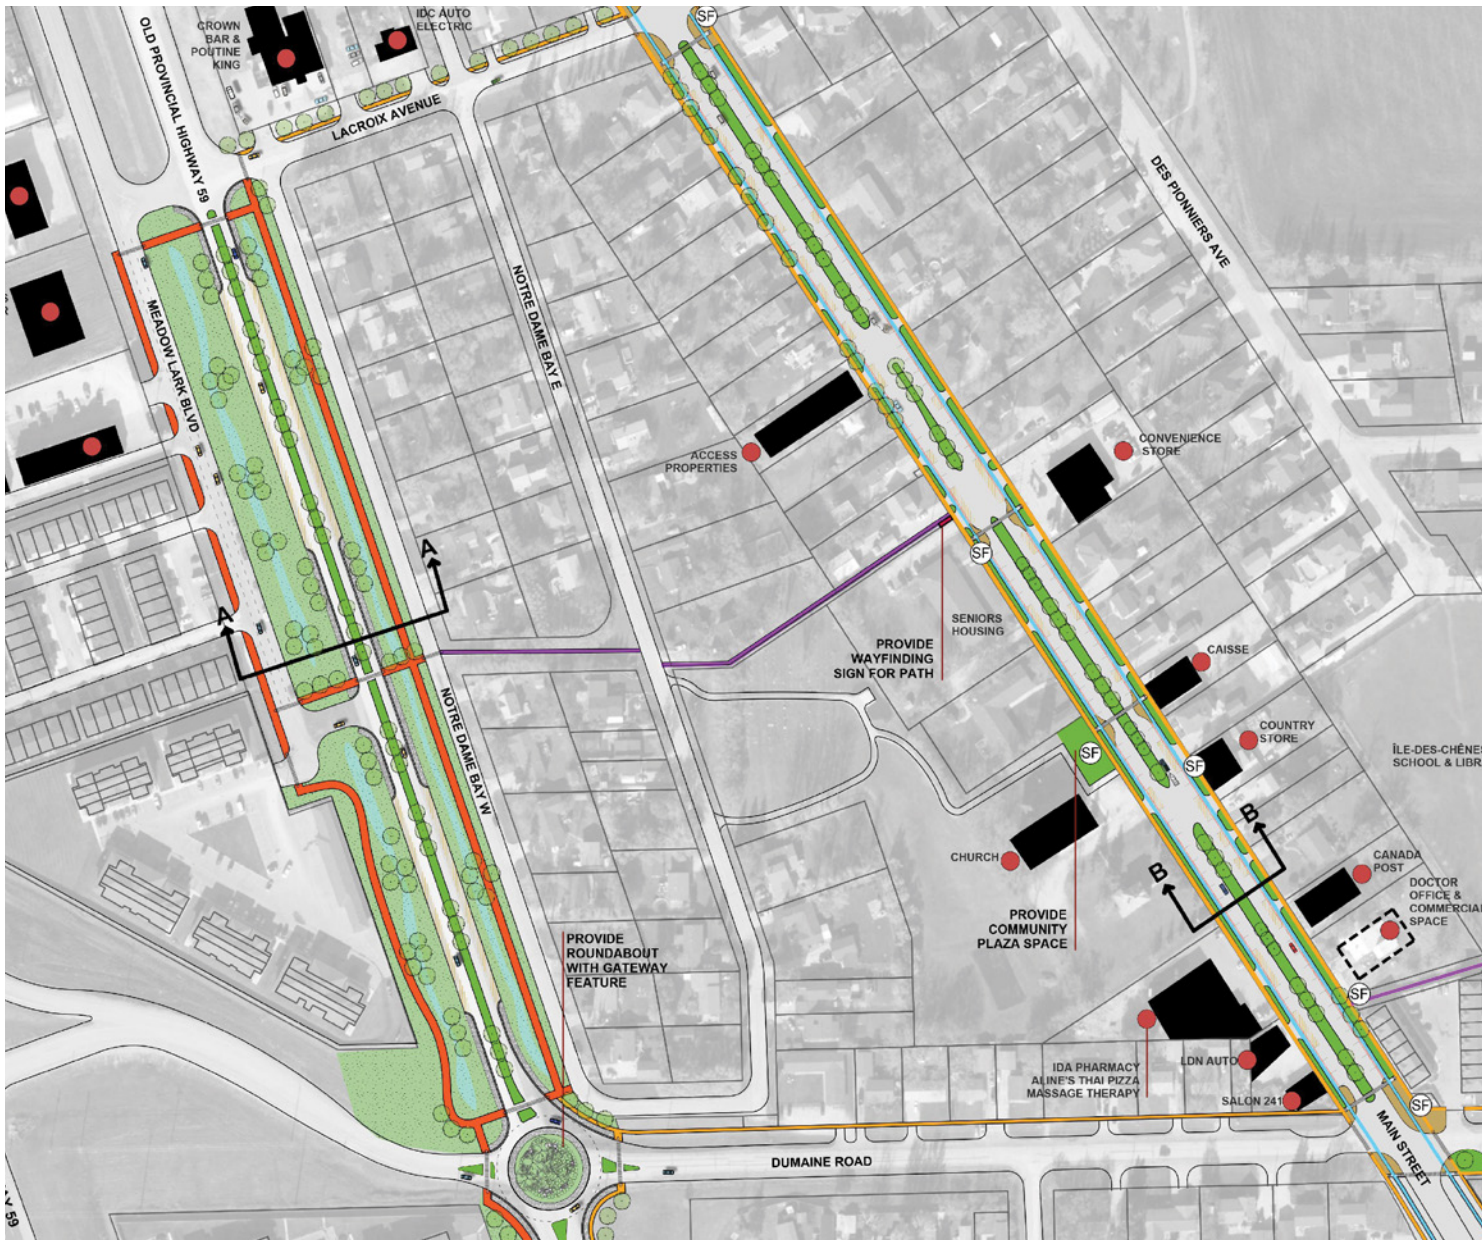 SF
CROWN
BAR &
POUTINE
KING
IDC AUTO
ELECTRIC
OLD PROVINCIAL HIGHWAY 59
LACROIX AVENUE
DES PIONNIERS AVE
NOTRE DAME BAY E
MEADOW LARK BLVD
ACCESS
PROPERTIES
CONVENIENCE
STORE
A
A
SF
SENIORS
HOUSING
PROVIDE
WAYFINDING
SIGN FOR PATH
CAISSE
NOTRE DAME BAY W
COUNTRY
STORE
SF
SF
ÎLE-DES-CHÊNES
SCHOOL & LIBR
B
B
CHURCH
CANADA
POST
DOCTOR
OFFICE &
COMMERCIAL
SPACE
PROVIDE
COMMUNITY
PLAZA SPACE
PROVIDE
ROUNDABOUT
WITH GATEWAY
FEATURE
SF
IDA PHARMACY
ALINE'S THAI PIZZA
MASSAGE THERAPY
LDN AUTO
SALON 241
SF
MAIN STREET
DUMAINE ROAD
59